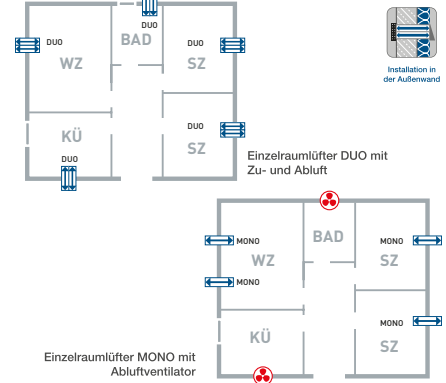 DUO
DUO
BAD
DUO
WZ
SZ
Installation in
der Außenwand
KÜ
DUO
DUO
SZ
Einzelraumlüfter DUO mit
Zu- und Abluft
MONO
BAD
MONO
WZ
SZ
MONO
MONO
KÜ
SZ
Einzelraumlüfter MONO mit
Abluftventilator